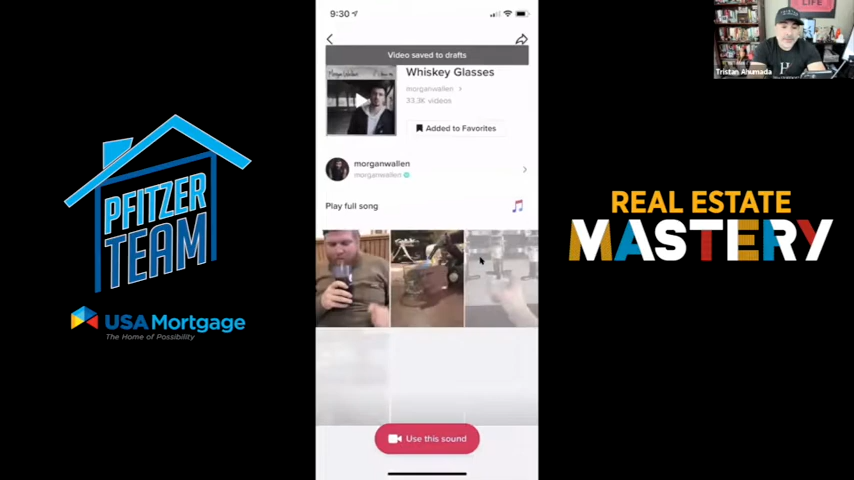 9:30
Video saved to drafts
Whiskey Glasses
morganwallen >
33.3K videos
Added to Favorites
morganwallen
morganwallen
Play full song
Use this sound
PFITZER
TEAM
USA Mortgage
The Home of Possibility
REAL ESTATE
MASTERY
LIFE
Tristan Ahumada
H